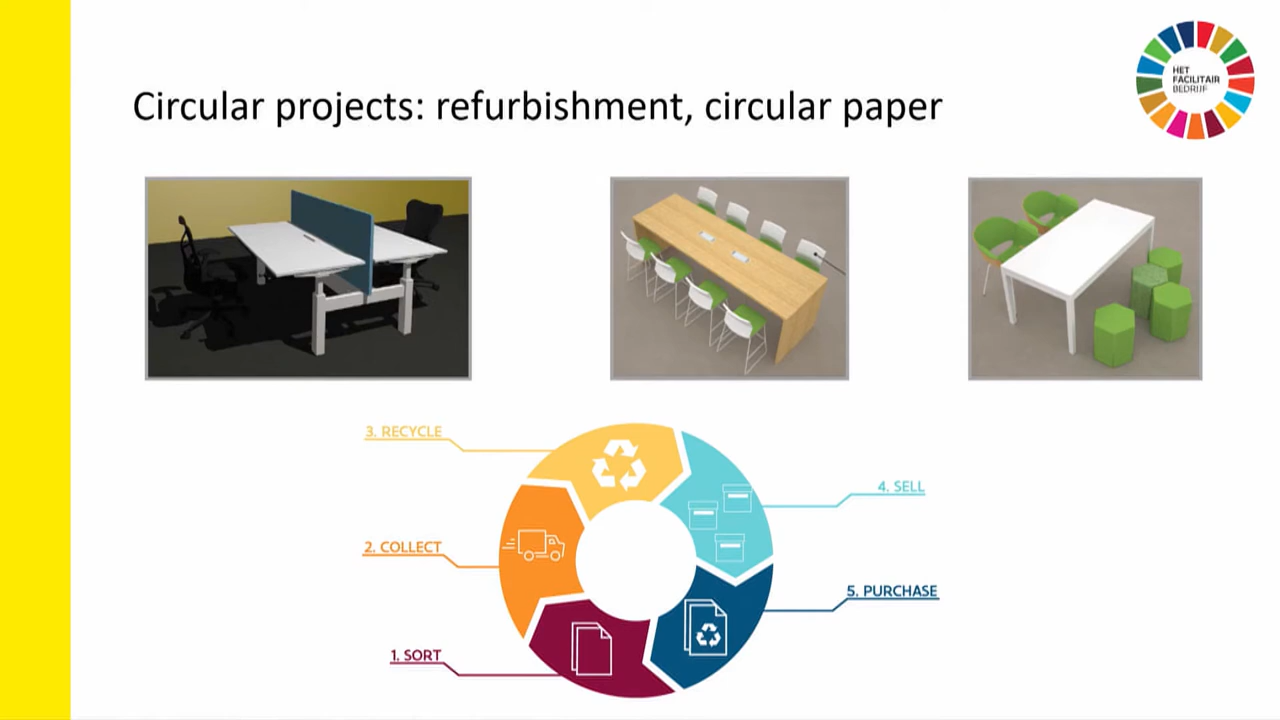 Circular projects: refurbishment, circular paper
HET
FACILITAIR
BEDRIJF
3. RECYCLE
4. SELL
2. COLLECT
5. PURCHASE
1. SORT